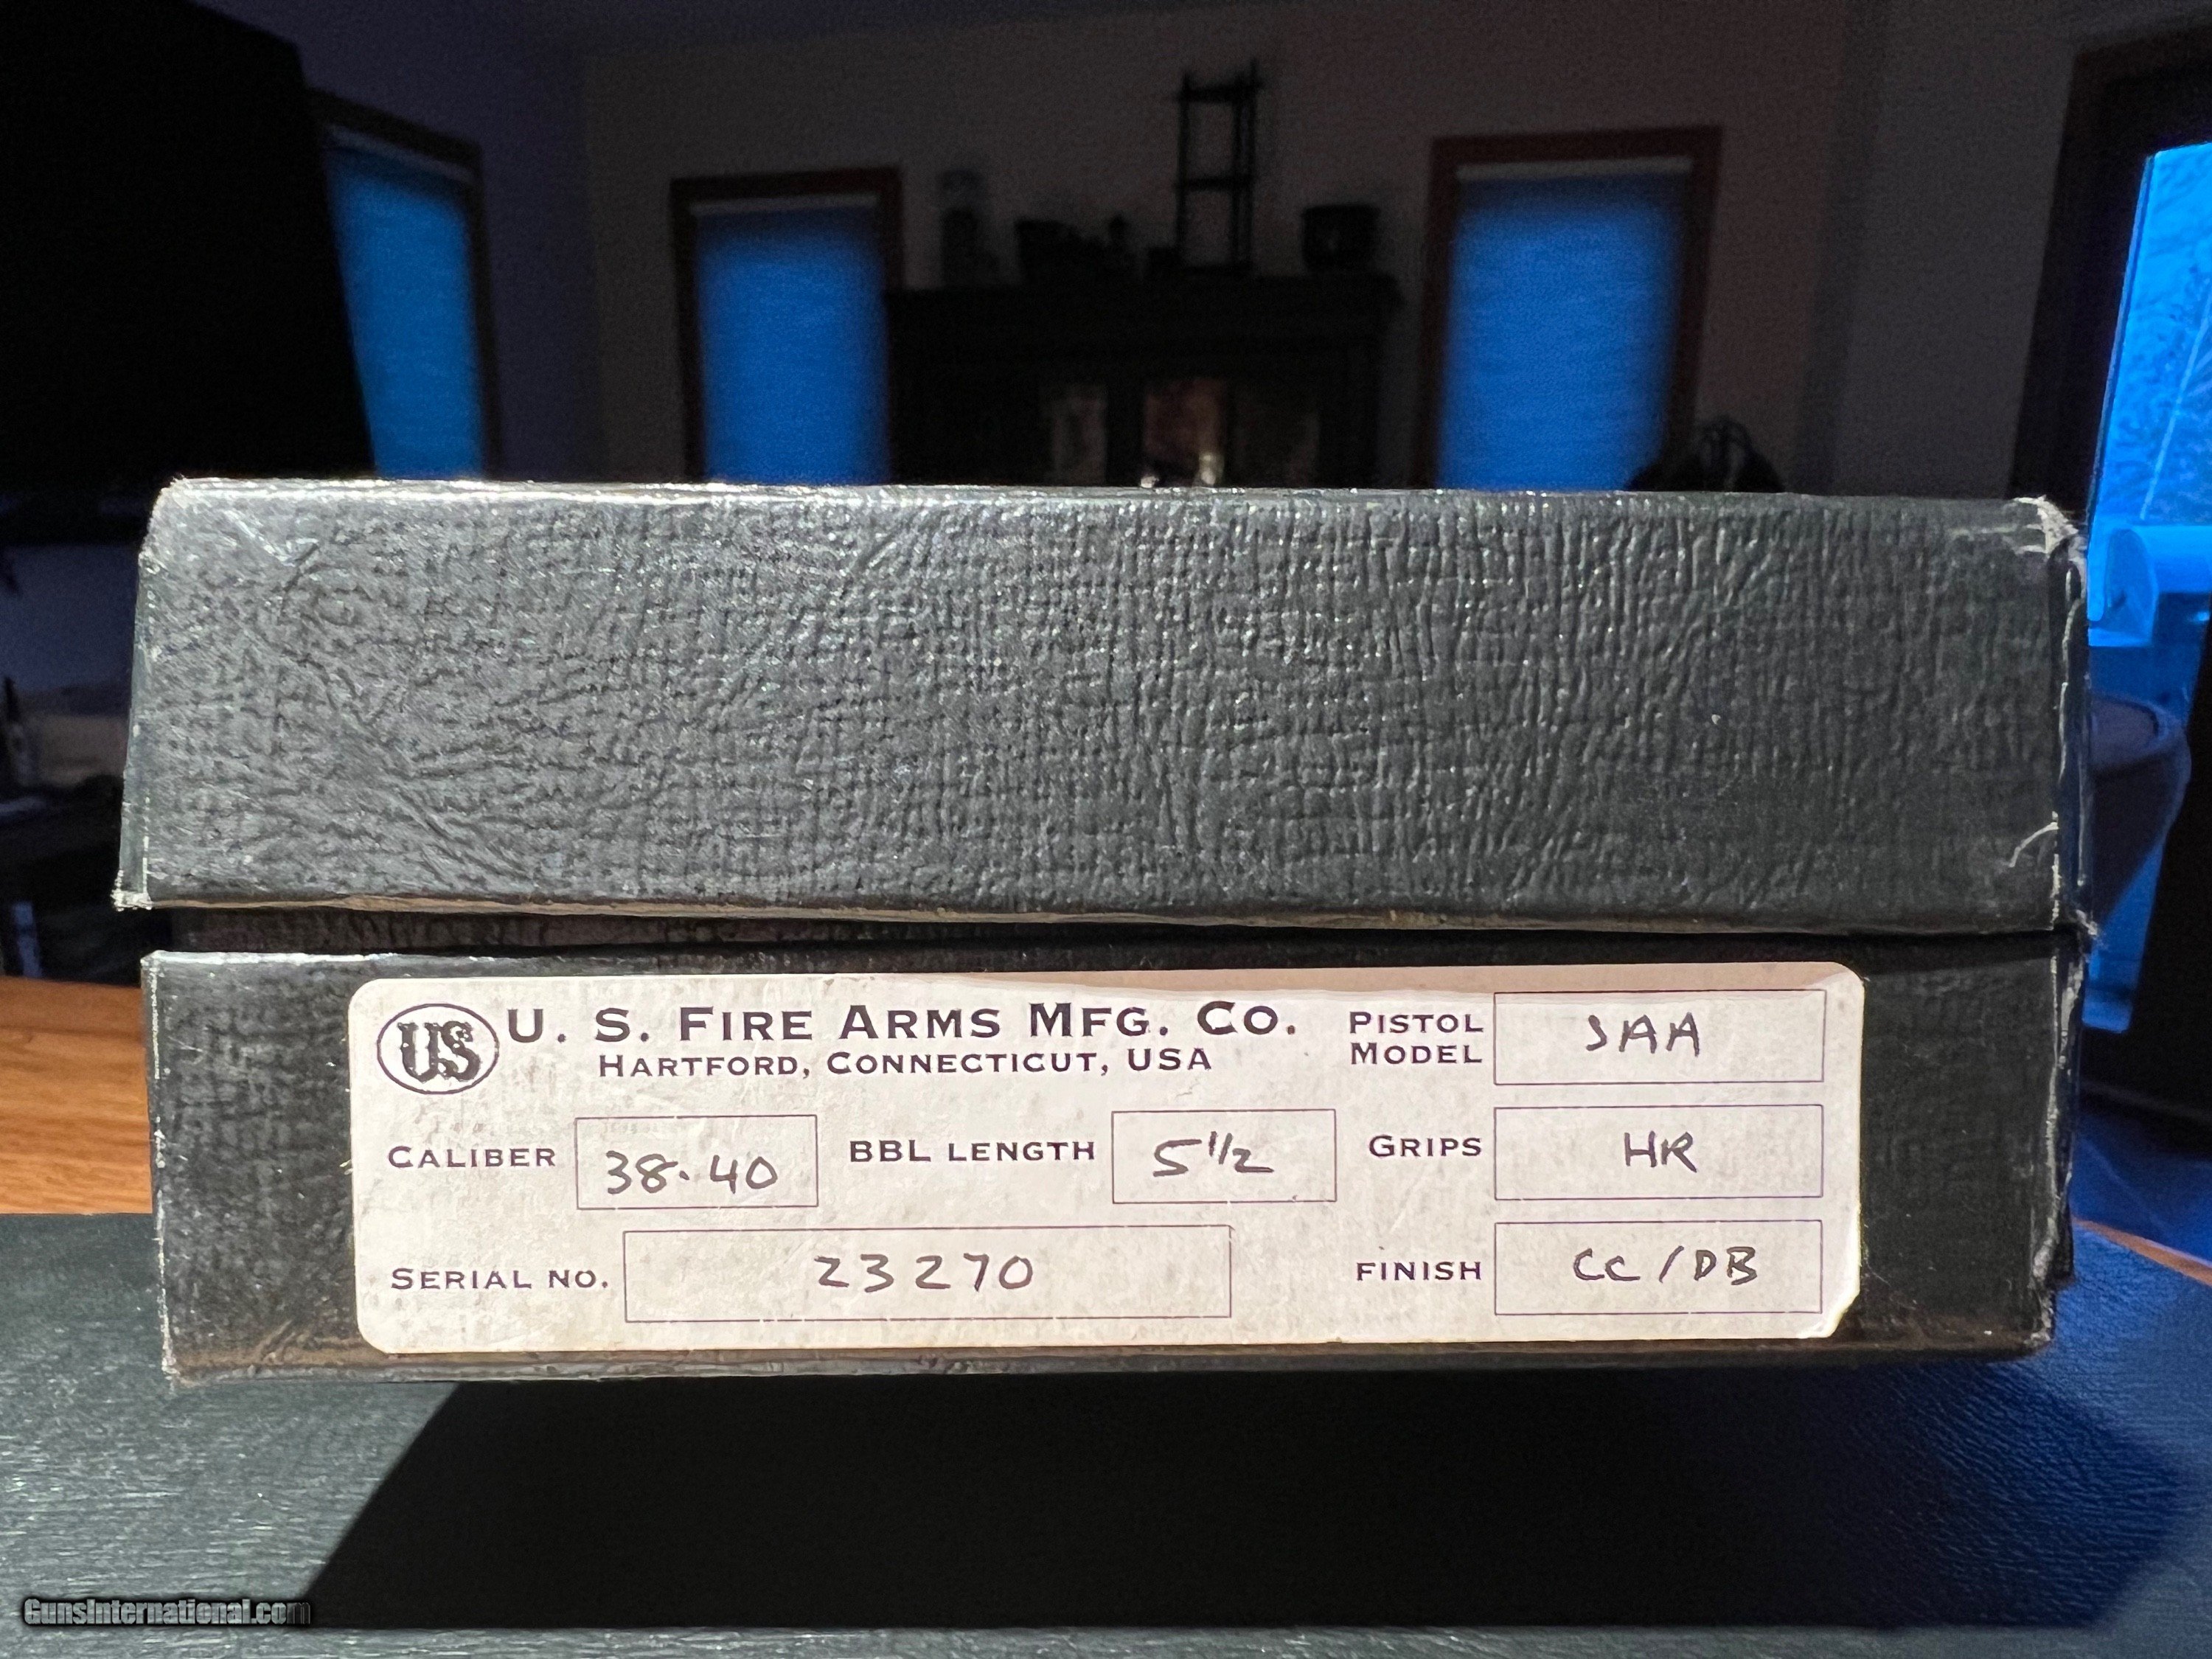 US U. S. FIRE ARMS MFG. CO.
HARTFORD, CONNECTICUT, USA
PISTOL MODEL SAA
CALIBER 38.40 BBL LENGTH 5 1/2 GRIPS HR
SERIAL NO. 23270 FINISH CC/DB
GunsInternational.com